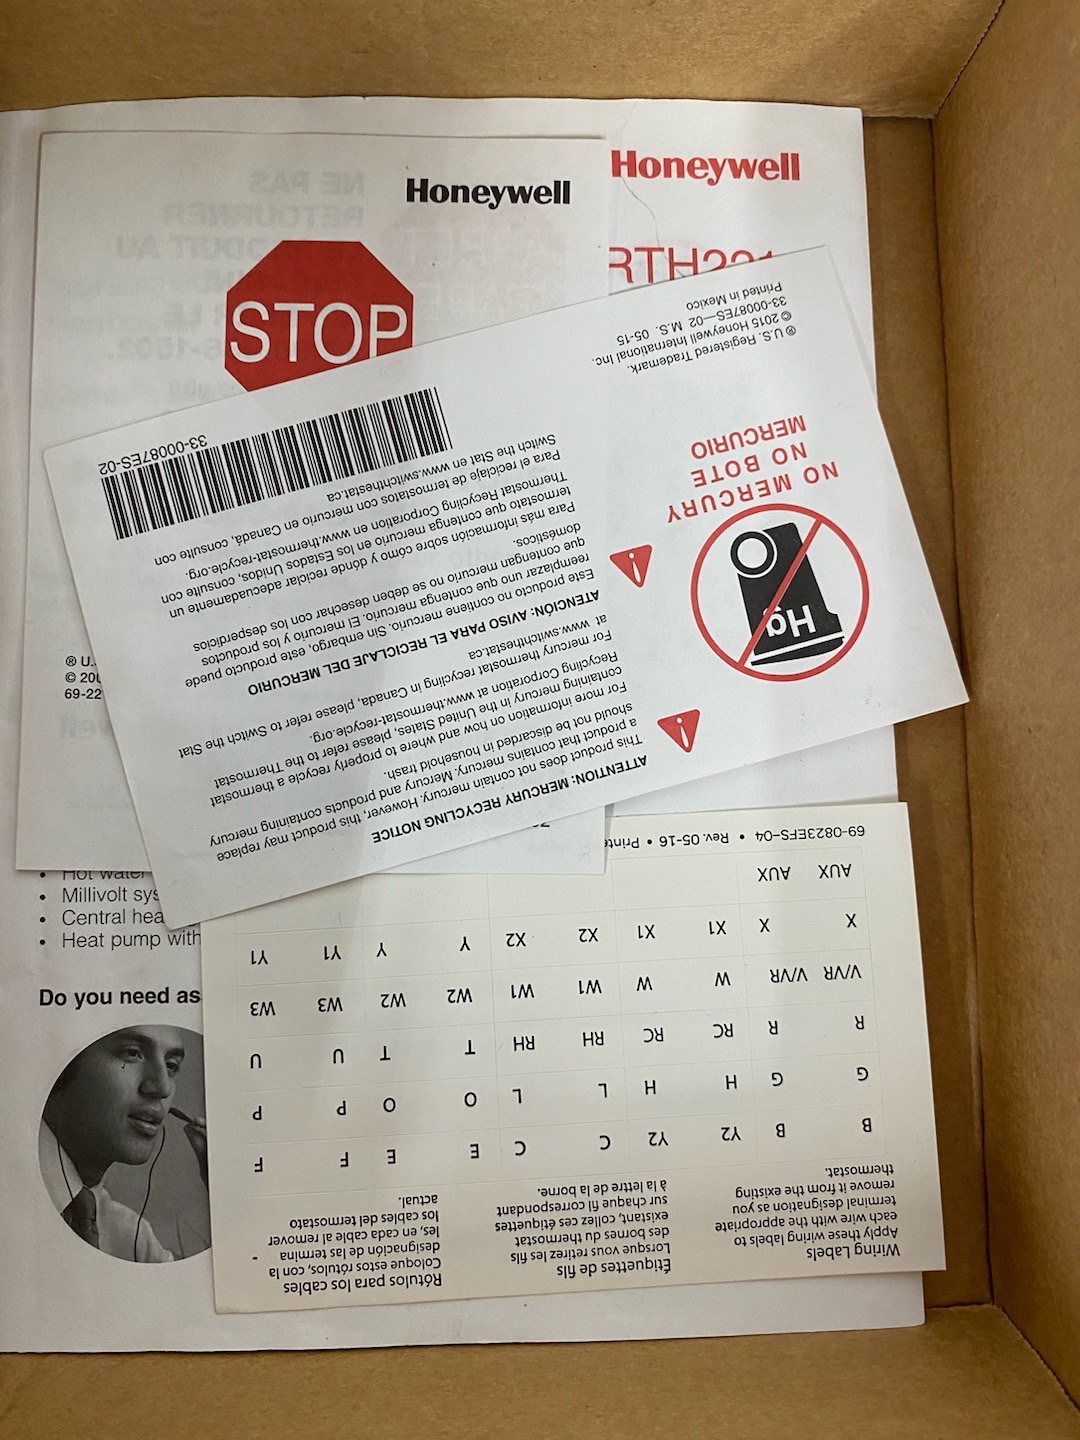 Honeywell
STOP
Honeywell
® U.
69-22
• Millivolt sys
• Central hea
• Heat pump with
Do you need as
ATTENTION: MERCURY RECYCLING NOTICE
This product does not contain mercury. However, this product may replace
a product that contains mercury. Mercury and products containing mercury
should not be discarded in household trash.
For more information on how and where to properly recycle a thermostat
containing mercury in the United States, please refer to the Thermostat
Recycling Corporation at www.thermostat-recycle.org.
For mercury thermostat recycling in Canada, please refer to Switch the Stat
at www.switchthestat.ca
ATENCIÓN: AVISO PARA EL RECICLAJE DEL MERCURIO
Este producto no contiene mercurio. Sin embargo, este producto puede
reemplazar uno que contenga mercurio. El mercurio y los productos
que contengan mercurio no se deben desechar con los desperdicios
domésticos.
Para más información sobre cómo y dónde reciclar adecuadamente un
termostato que contenga mercurio en los Estados Unidos, consulte con
Thermostat Recycling Corporation en www.thermostat-recycle.org.
Para el reciclaje de termostatos con mercurio en Canadá, consulte con
Switch the Stat en www.switchthestat.ca
33-00087ES-02
Hg
NO MERCURY
NO BOTE
MERCURIO
® U.S. Registered Trademark.
© 2015 Honeywell International Inc.
33-00087ES—02 M.S. 05-15
Printed in Mexico
Wiring Labels
Apply these wiring labels to
each wire with the appropriate
terminal designation as you
remove it from the existing
thermostat.
Étiquettes de fils
Lorsque vous retirez les fils
des bornes du thermostat
existant, collez ces étiquettes
sur chaque fil correspondant
à la lettre de la borne.
Rótulos para los cables
Coloque estos rótulos, con la
designación de las termina -
les, en cada cable al remover
los cables del termostato
actual.
B B Y2 Y2 C C E E F F
G G H H L L O O P P
R R RC RC RH RH T T U U
V/VR V/VR W W W1 W1 W2 W2 W3 W3
X X X1 X1 X2 X2 Y Y Y1 Y1
AUX AUX
69-0823EFS-04 • Rev. 05-16 • Printe